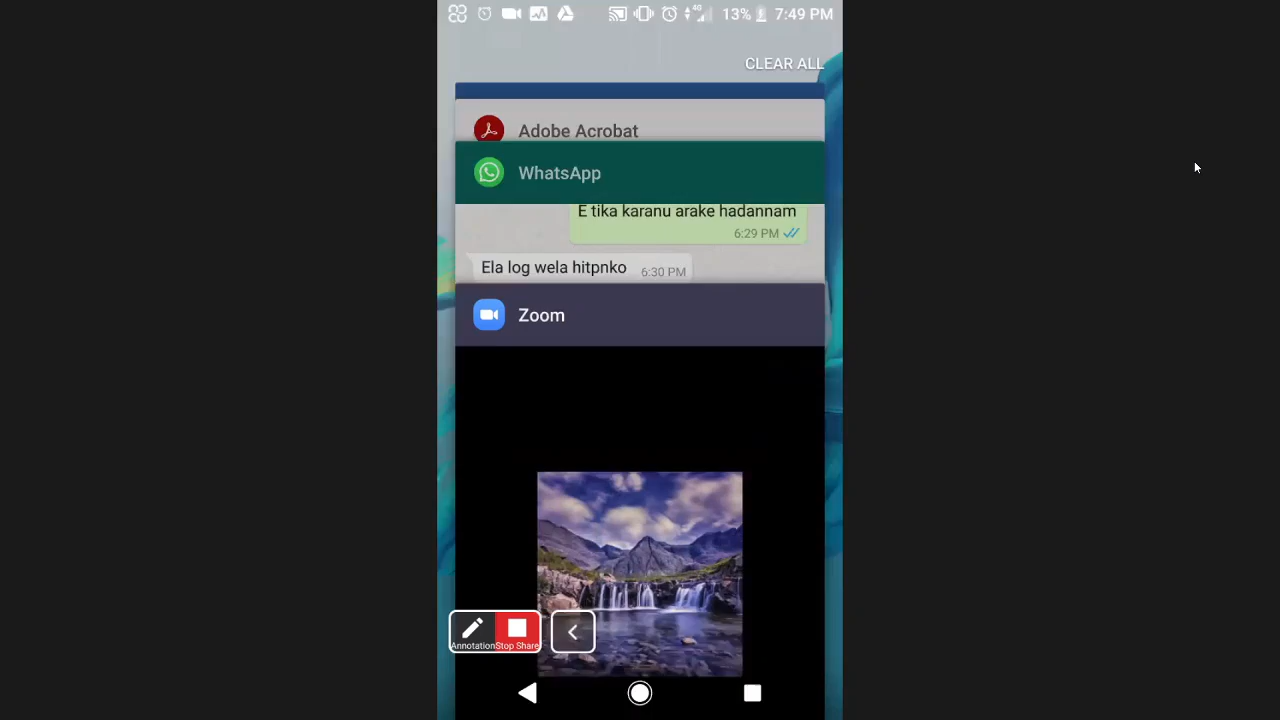 4G 13% 7:49 PM
CLEAR ALL
Adobe Acrobat
WhatsApp
E tika karanu arake hadannam
6:29 PM
Ela log wela hitpnko 6:30 PM
Zoom
Annotation Stop Share